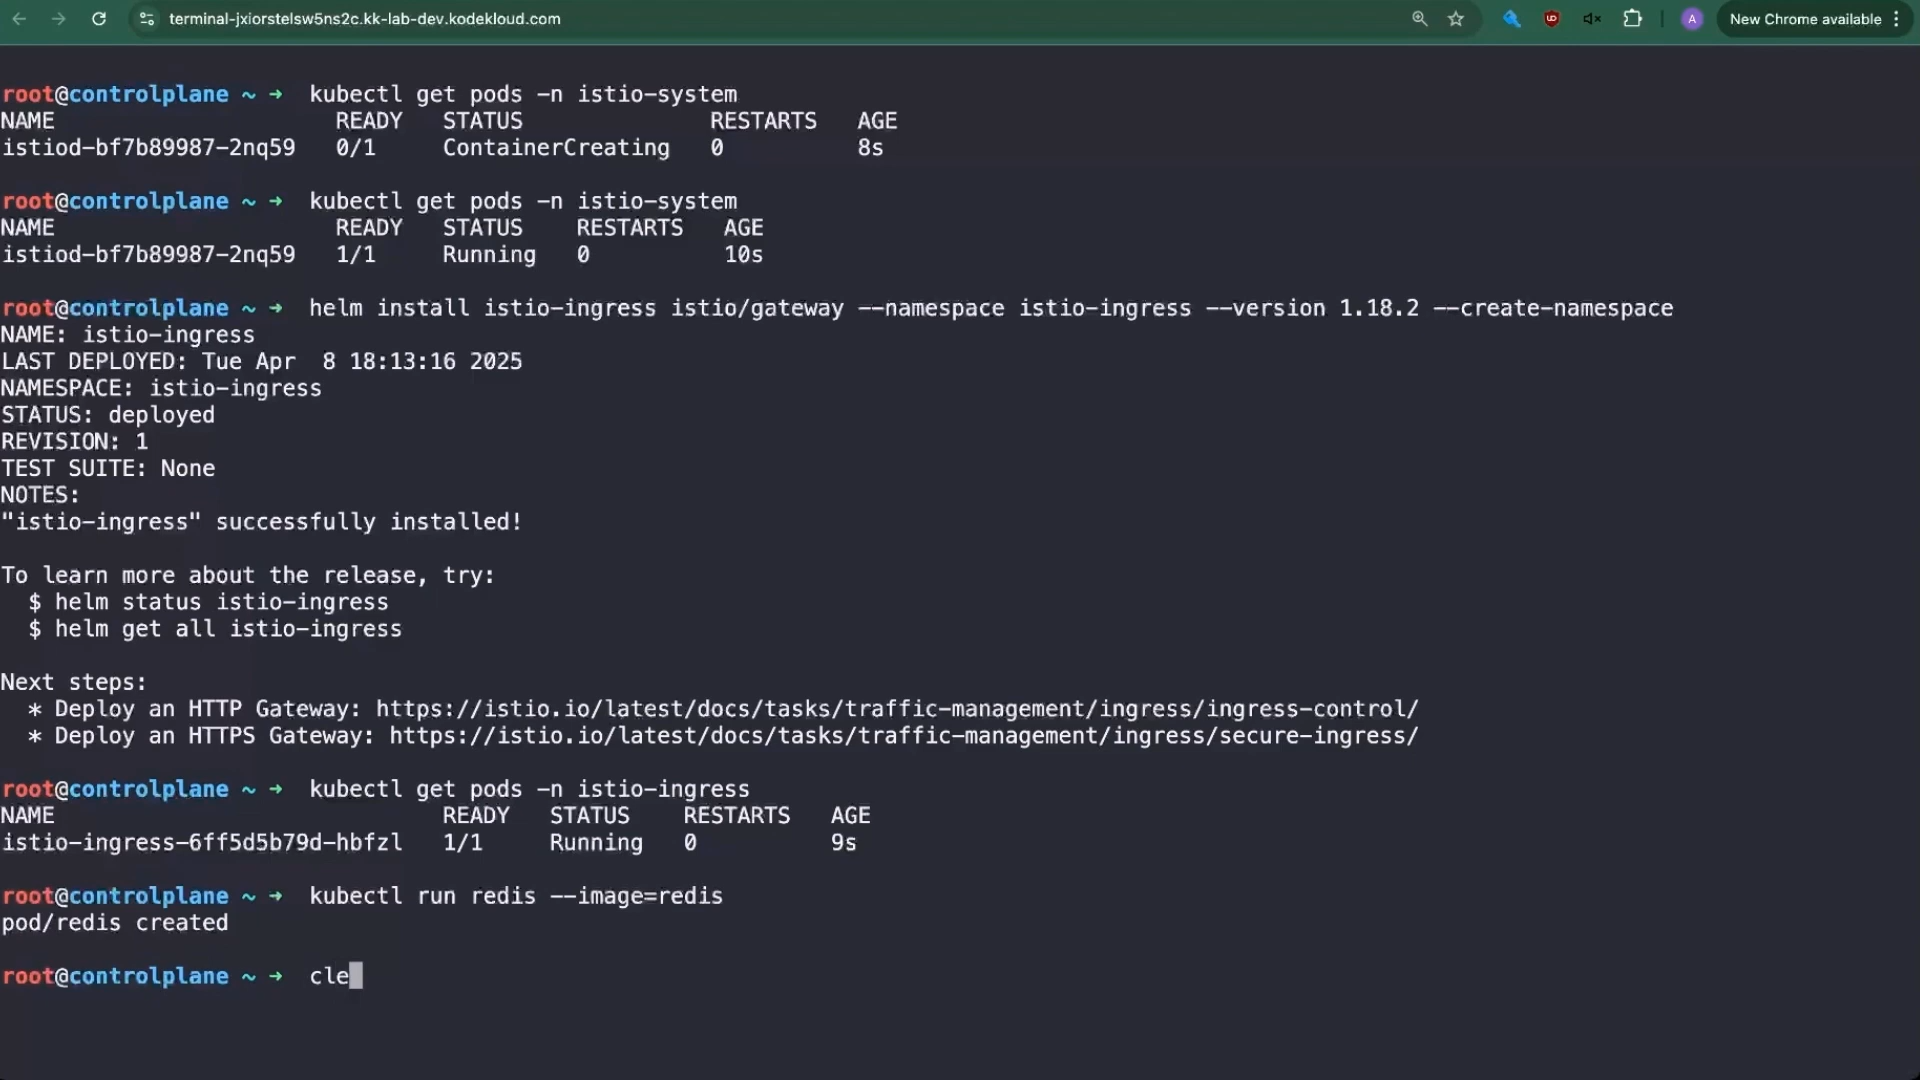 terminal-jxiorstelsw5ns2c.kk-lab-dev.kodekloud.com
A
New Chrome available
root@controlplane ~ ➜  kubectl get pods -n istio-system
NAME                     READY   STATUS              RESTARTS   AGE
istiod-bf7b89987-2nq59   0/1     ContainerCreating   0          8s
root@controlplane ~ ➜  kubectl get pods -n istio-system
NAME                     READY   STATUS    RESTARTS   AGE
istiod-bf7b89987-2nq59   1/1     Running   0          10s
root@controlplane ~ ➜  helm install istio-ingress istio/gateway --namespace istio-ingress --version 1.18.2 --create-namespace
NAME: istio-ingress
LAST DEPLOYED: Tue Apr  8 18:13:16 2025
NAMESPACE: istio-ingress
STATUS: deployed
REVISION: 1
TEST SUITE: None
NOTES:
"istio-ingress" successfully installed!
To learn more about the release, try:
  $ helm status istio-ingress
  $ helm get all istio-ingress
Next steps:
  * Deploy an HTTP Gateway: https://istio.io/latest/docs/tasks/traffic-management/ingress/ingress-control/
  * Deploy an HTTPS Gateway: https://istio.io/latest/docs/tasks/traffic-management/ingress/secure-ingress/
root@controlplane ~ ➜  kubectl get pods -n istio-ingress
NAME                             READY   STATUS    RESTARTS   AGE
istio-ingress-6ff5d5b79d-hbfzl   1/1     Running   0          9s
root@controlplane ~ ➜  kubectl run redis --image=redis
pod/redis created
root@controlplane ~ ➜  cle